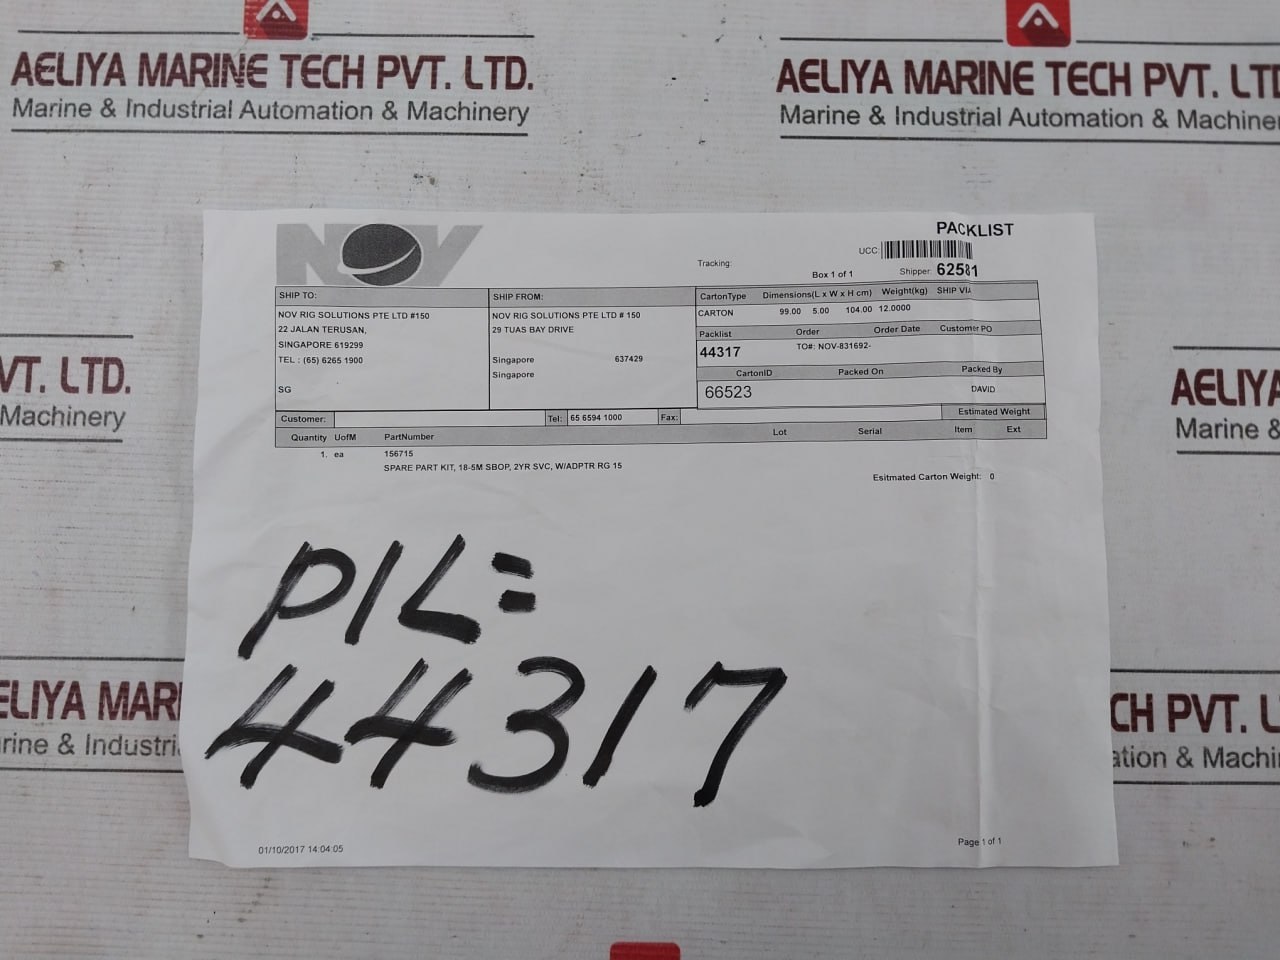 AELIYA MARINE TECH PVT. LTD.
Marine & Industrial Automation & Machinery
AELIYA MARINE TECH PVT. LTD
Marine & Industrial Automation & Machine
NOV
PACKLIST
UCC:
Tracking:
Box 1 of 1
Shipper: 62581
SHIP TO:
NOV RIG SOLUTIONS PTE LTD #150
22 JALAN TERUSAN,
SINGAPORE 619299
TEL : (65) 6265 1900
SG
SHIP FROM:
NOV RIG SOLUTIONS PTE LTD # 150
29 TUAS BAY DRIVE
Singapore 637429
Singapore
CartonType Dimensions(L x W x H cm) Weight(kg) SHIP VIA
CARTON 99.00 5.00 104.00 12.0000
Packlist Order Order Date Customer PO
44317 TO#: NOV-831692-
CartonID Packed On Packed By
66523 DAVID
Customer: Tel: 65 6594 1000 Fax: Estimated Weight
Quantity UofM PartNumber Lot Serial Item Ext
1. ea 156715
SPARE PART KIT, 18-5M SBOP, 2YR SVC, W/ADPTR RG 15
Esitmated Carton Weight: 0
P/L=
44317
01/10/2017 14:04:05
Page 1 of 1
VT. LTD.
Machinery
AELIYA
Marine &
ELIYA MARI
rine & Industri
CH PVT. L
ation & Machi